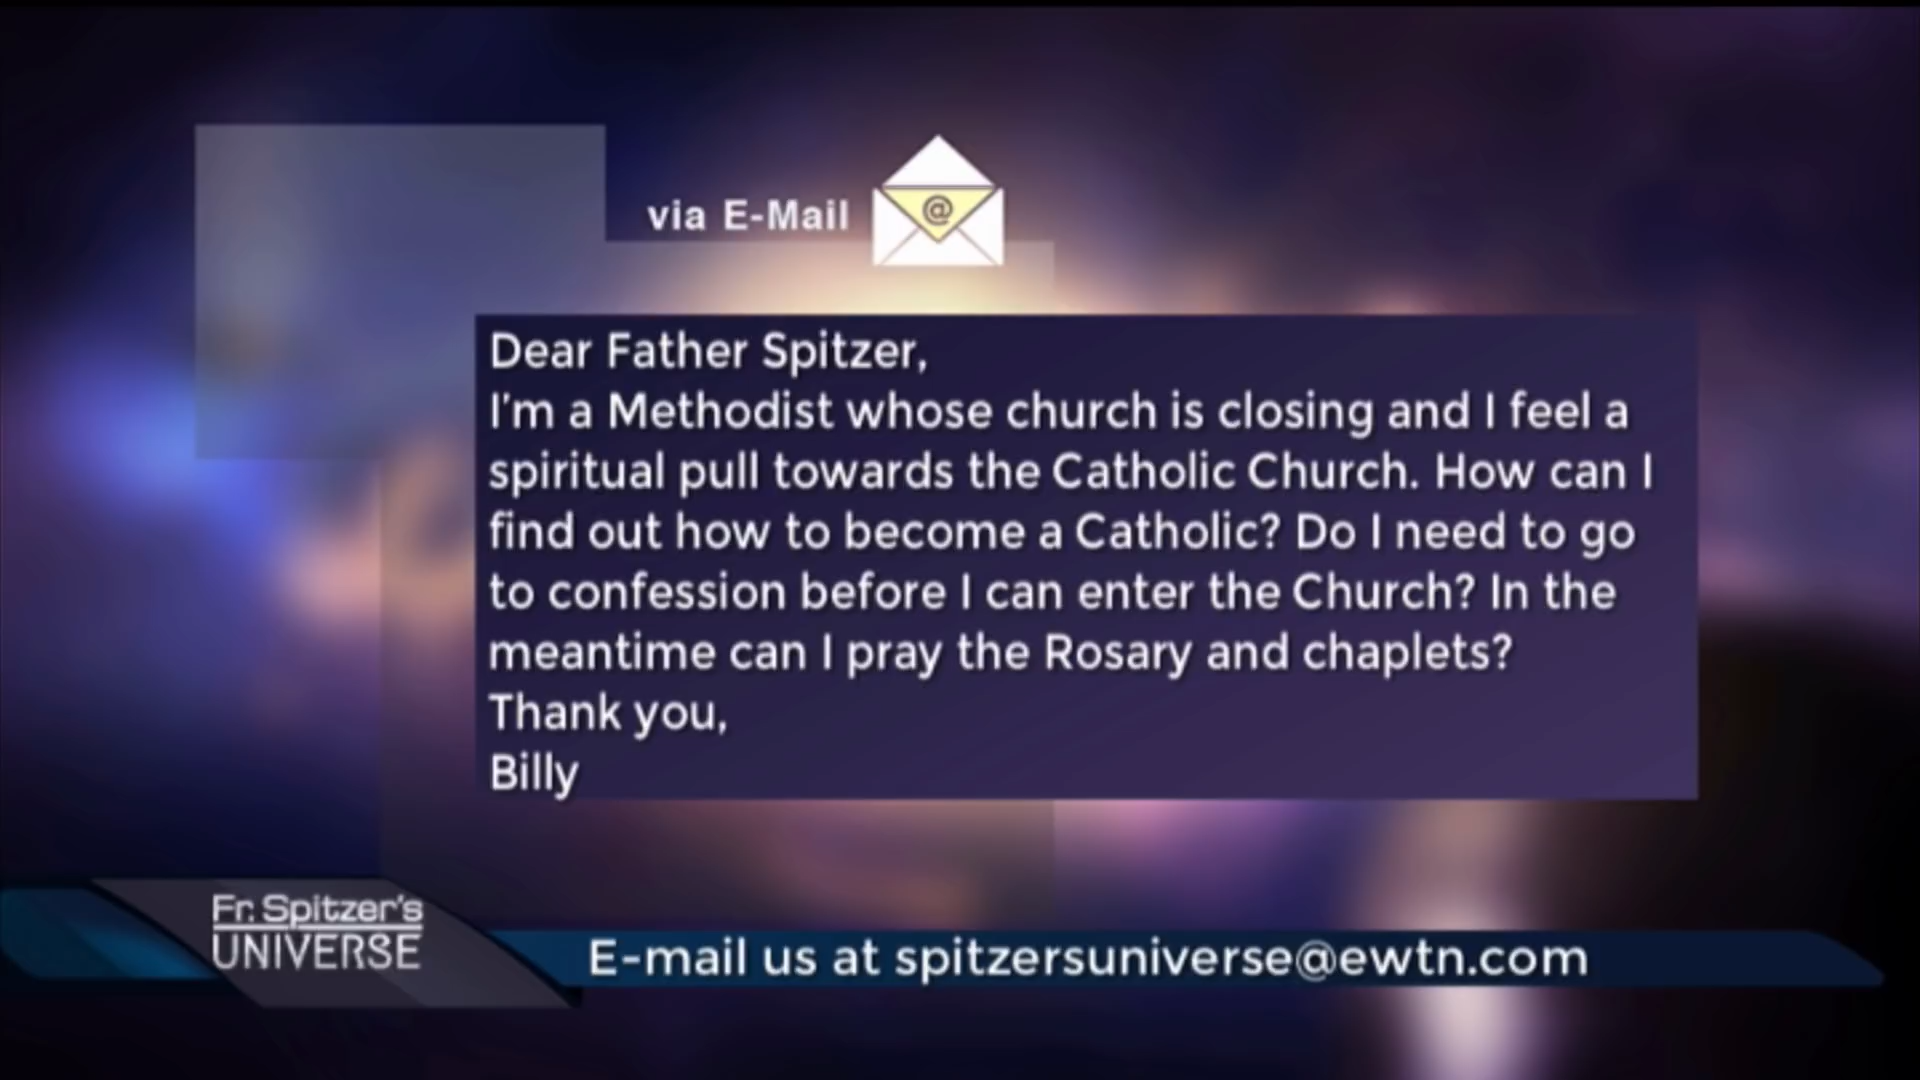 via E-Mail
@
Dear Father Spitzer,
I'm a Methodist whose church is closing and I feel a
spiritual pull towards the Catholic Church. How can I
find out how to become a Catholic? Do I need to go
to confession before I can enter the Church? In the
meantime can I pray the Rosary and chaplets?
Thank you,
Billy
Fr. Spitzer's
UNIVERSE
E-mail us at spitzersuniverse@ewtn.com